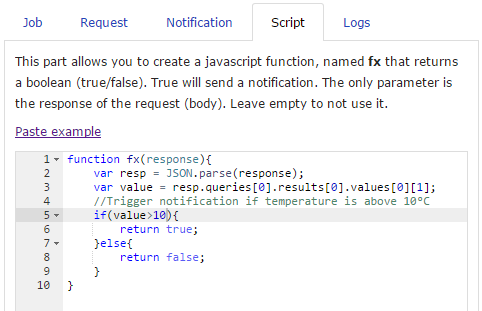 Job Request Notification Script Logs
This part allows you to create a javascript function, named fx that returns
a boolean (true/false). True will send a notification. The only parameter is
the response of the request (body). Leave empty to not use it.
Paste example
1 function fx(response){
2 var resp = JSON.parse(response);
3 var value = resp.queries[0].results[0].values[0][1];
4 //Trigger notification if temperature is above 10ºC
5 if(value>10){
6 return true;
7 }else{
8 return false;
9 }
10 }